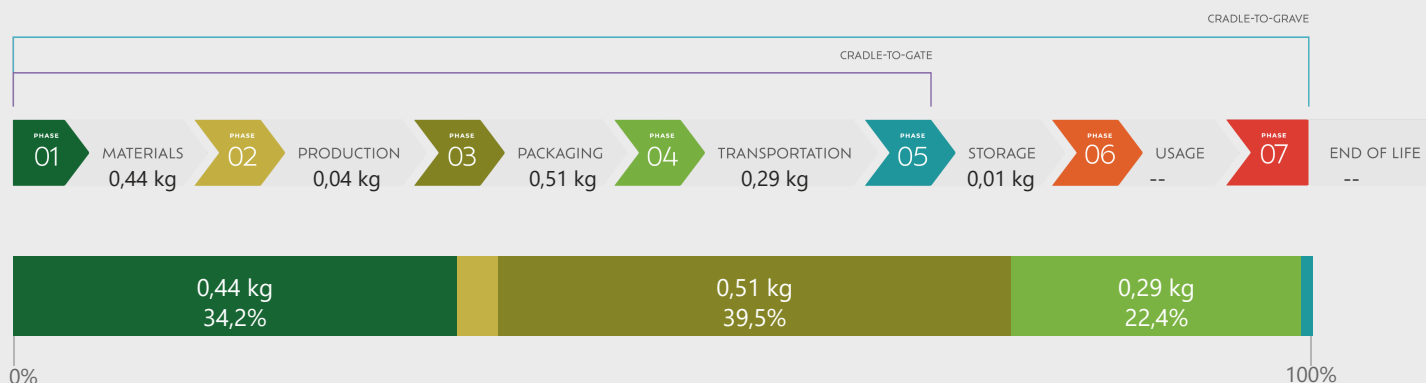 CRADLE-TO-GRAVE
CRADLE-TO-GATE
PHASE
01
MATERIALS
0,44 kg
PHASE
02
PRODUCTION
0,04 kg
PHASE
03
PACKAGING
0,51 kg
PHASE
04
TRANSPORTATION
0,29 kg
PHASE
05
STORAGE
0,01 kg
PHASE
06
USAGE
--
PHASE
07
END OF LIFE
--
0,44 kg
34,2%
0,51 kg
39,5%
0,29 kg
22,4%
0%
100%